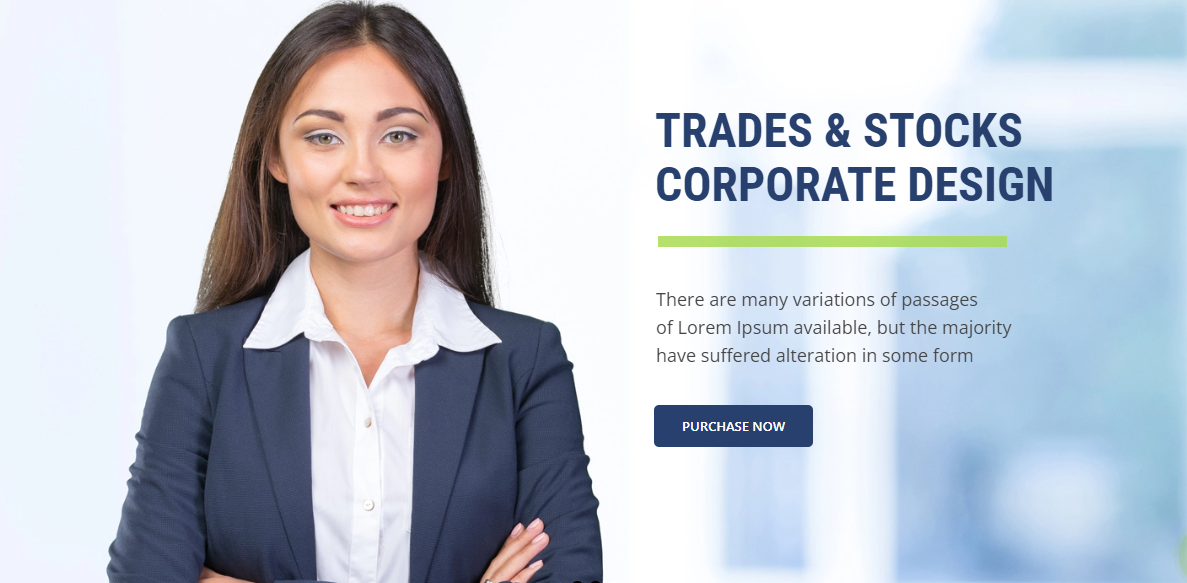 TRADES & STOCKS
CORPORATE DESIGN
There are many variations of passages
of Lorem Ipsum available, but the majority
have suffered alteration in some form
PURCHASE NOW